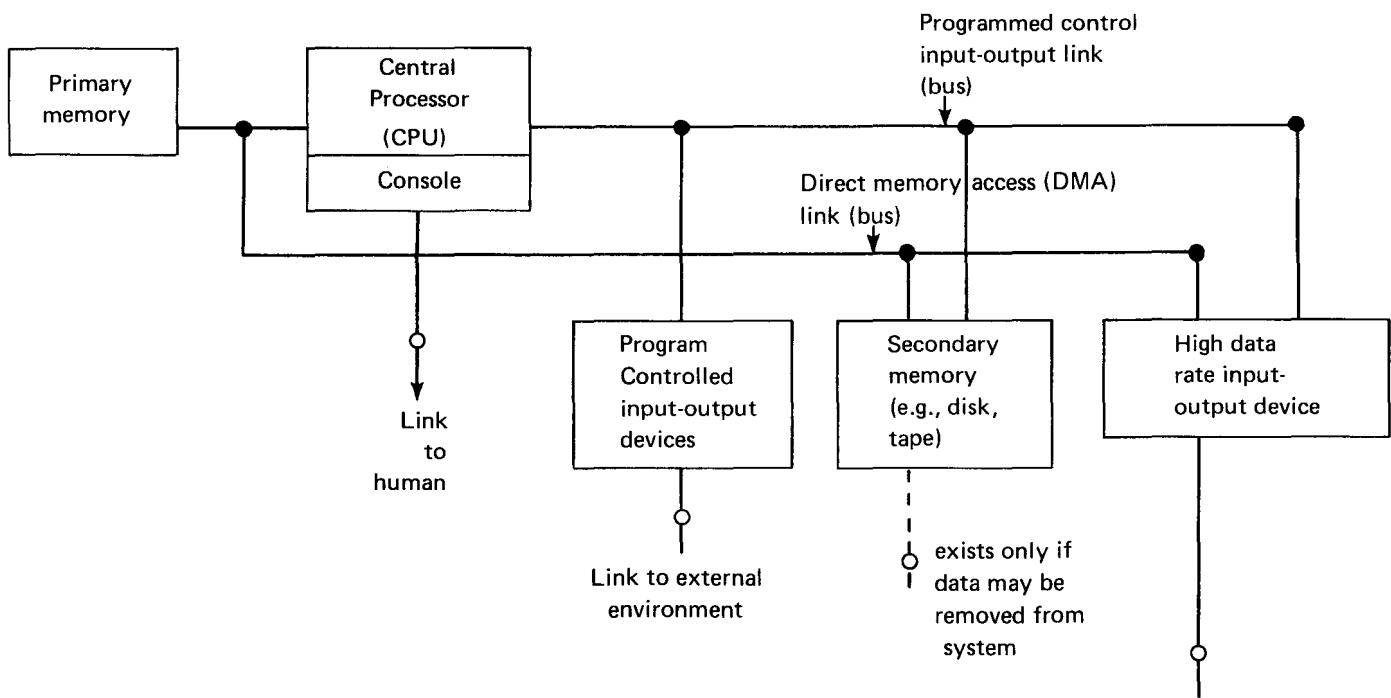 Programmed control
input-output link
(bus)
Primary
memory
Central
Processor
(CPU)
Console
Direct memory access (DMA)
link (bus)
Program
Controlled
input-output
devices
Secondary
memory
(e.g., disk,
tape)
High data
rate input-
output device
Link
to
human
Link to external
environment
exists only if
data may be
removed from
system